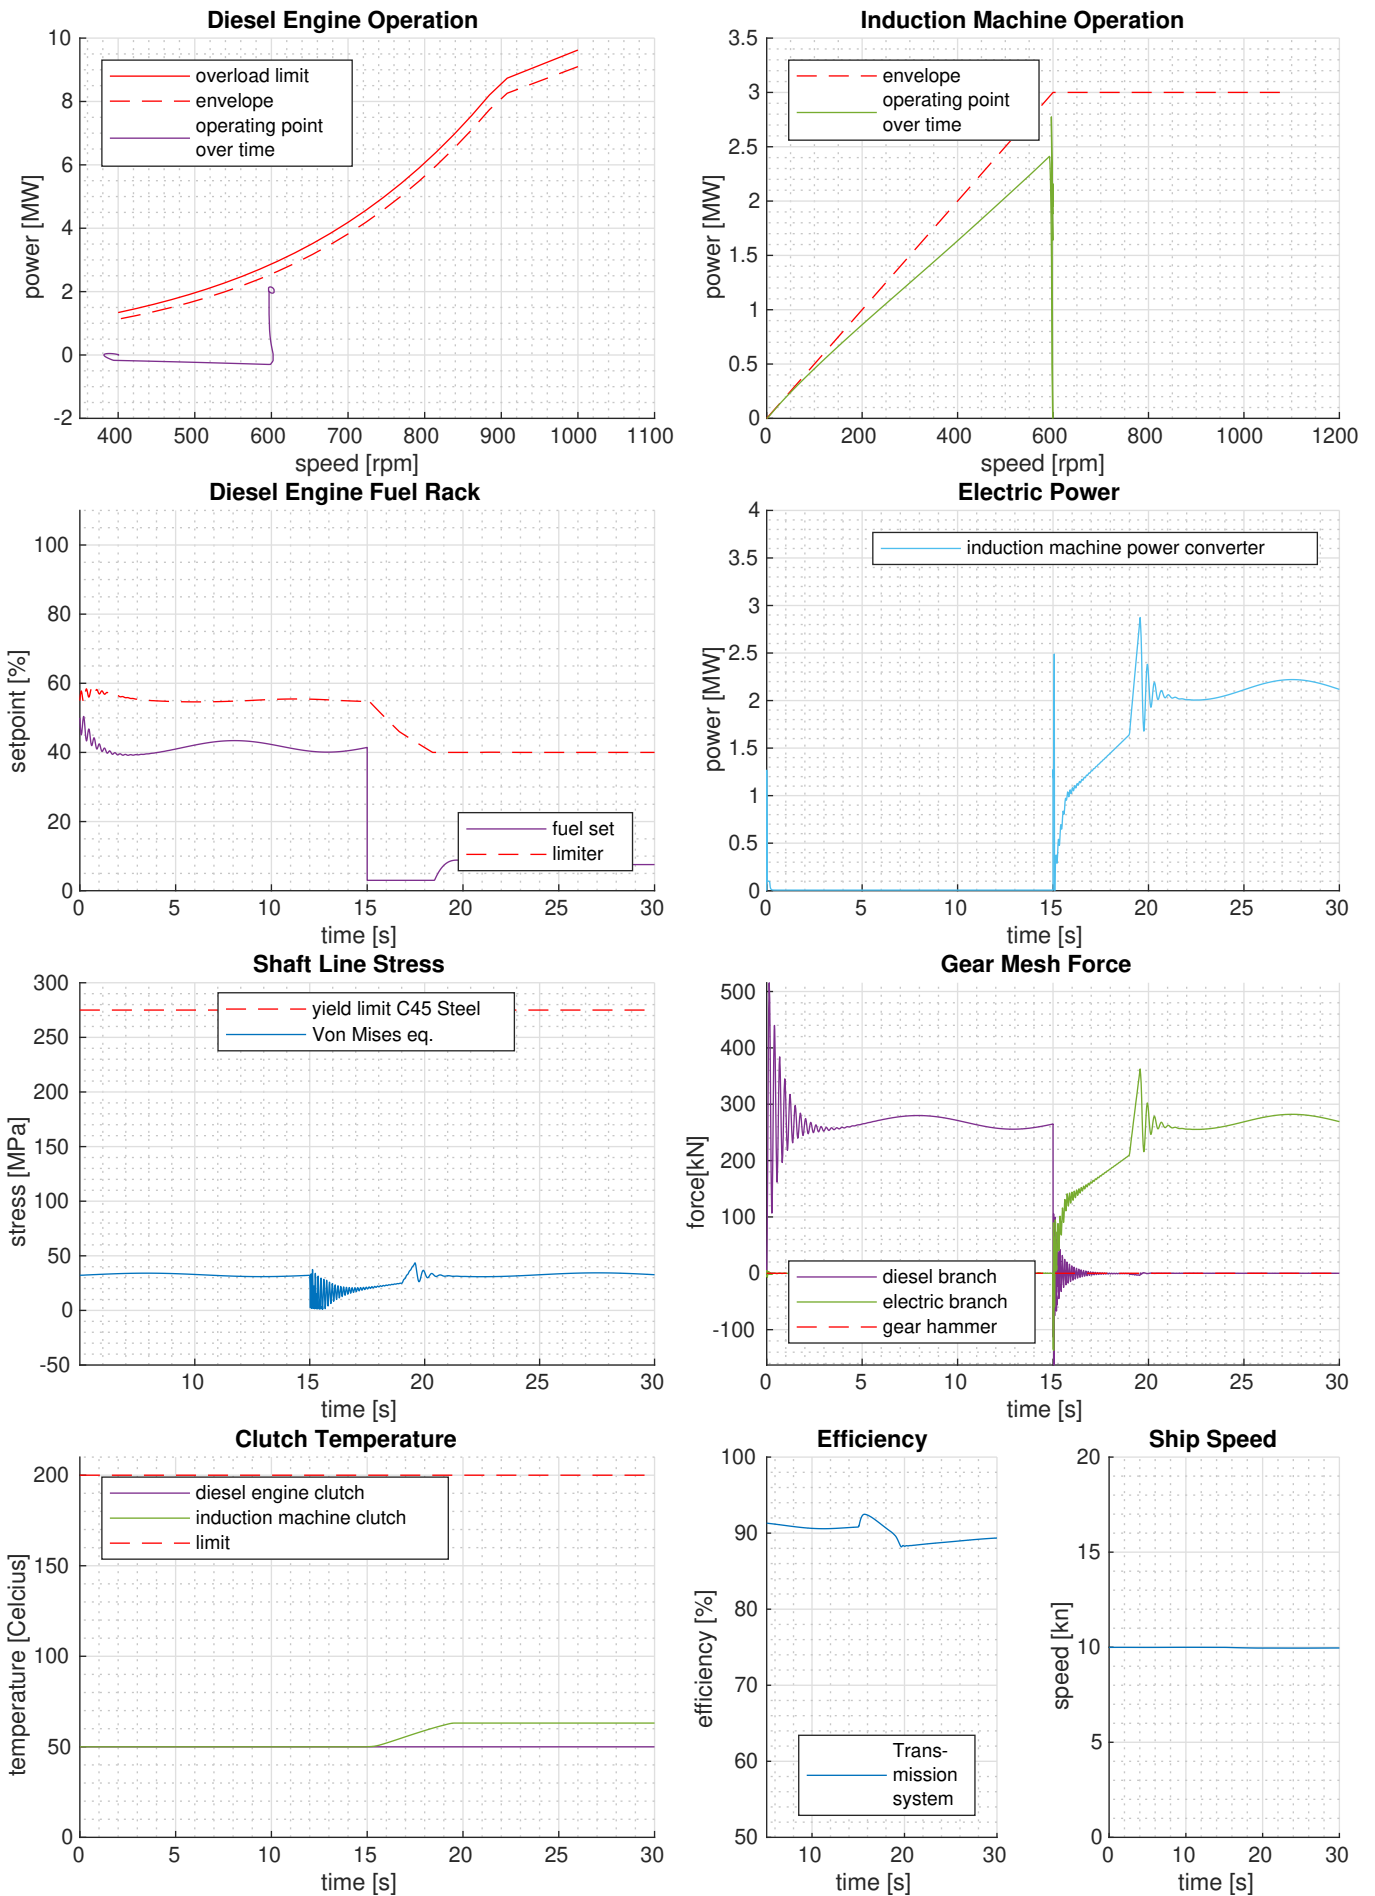 Diesel Engine Operation
10
8
6
4
2
0
-2
power [MW]
overload limit
envelope
operating point
over time
400 500 600 700 800 900 1000 1100
speed [rpm]
Induction Machine Operation
3.5
3
2.5
2
1.5
1
0.5
0
power [MW]
envelope
operating point
over time
0 200 400 600 800 1000 1200
speed [rpm]
Diesel Engine Fuel Rack
100
80
60
40
20
0
setpoint [%]
fuel set
limiter
0 5 10 15 20 25 30
time [s]
Electric Power
4
3.5
3
2.5
2
1.5
1
0.5
0
power [MW]
induction machine power converter
0 5 10 15 20 25 30
time [s]
Shaft Line Stress
300
250
200
150
100
50
0
-50
stress [MPa]
yield limit C45 Steel
Von Mises eq.
10 15 20 25 30
time [s]
Gear Mesh Force
500
400
300
200
100
0
-100
force[kN]
diesel branch
electric branch
gear hammer
0 5 10 15 20 25 30
time [s]
Clutch Temperature
200
150
100
50
0
temperature [Celcius]
diesel engine clutch
induction machine clutch
limit
0 5 10 15 20 25 30
time [s]
Efficiency
100
90
80
70
60
50
efficiency [%]
Trans-
mission
system
10 20 30
time [s]
Ship Speed
20
15
10
5
0
speed [kn]
0 10 20 30
time [s]